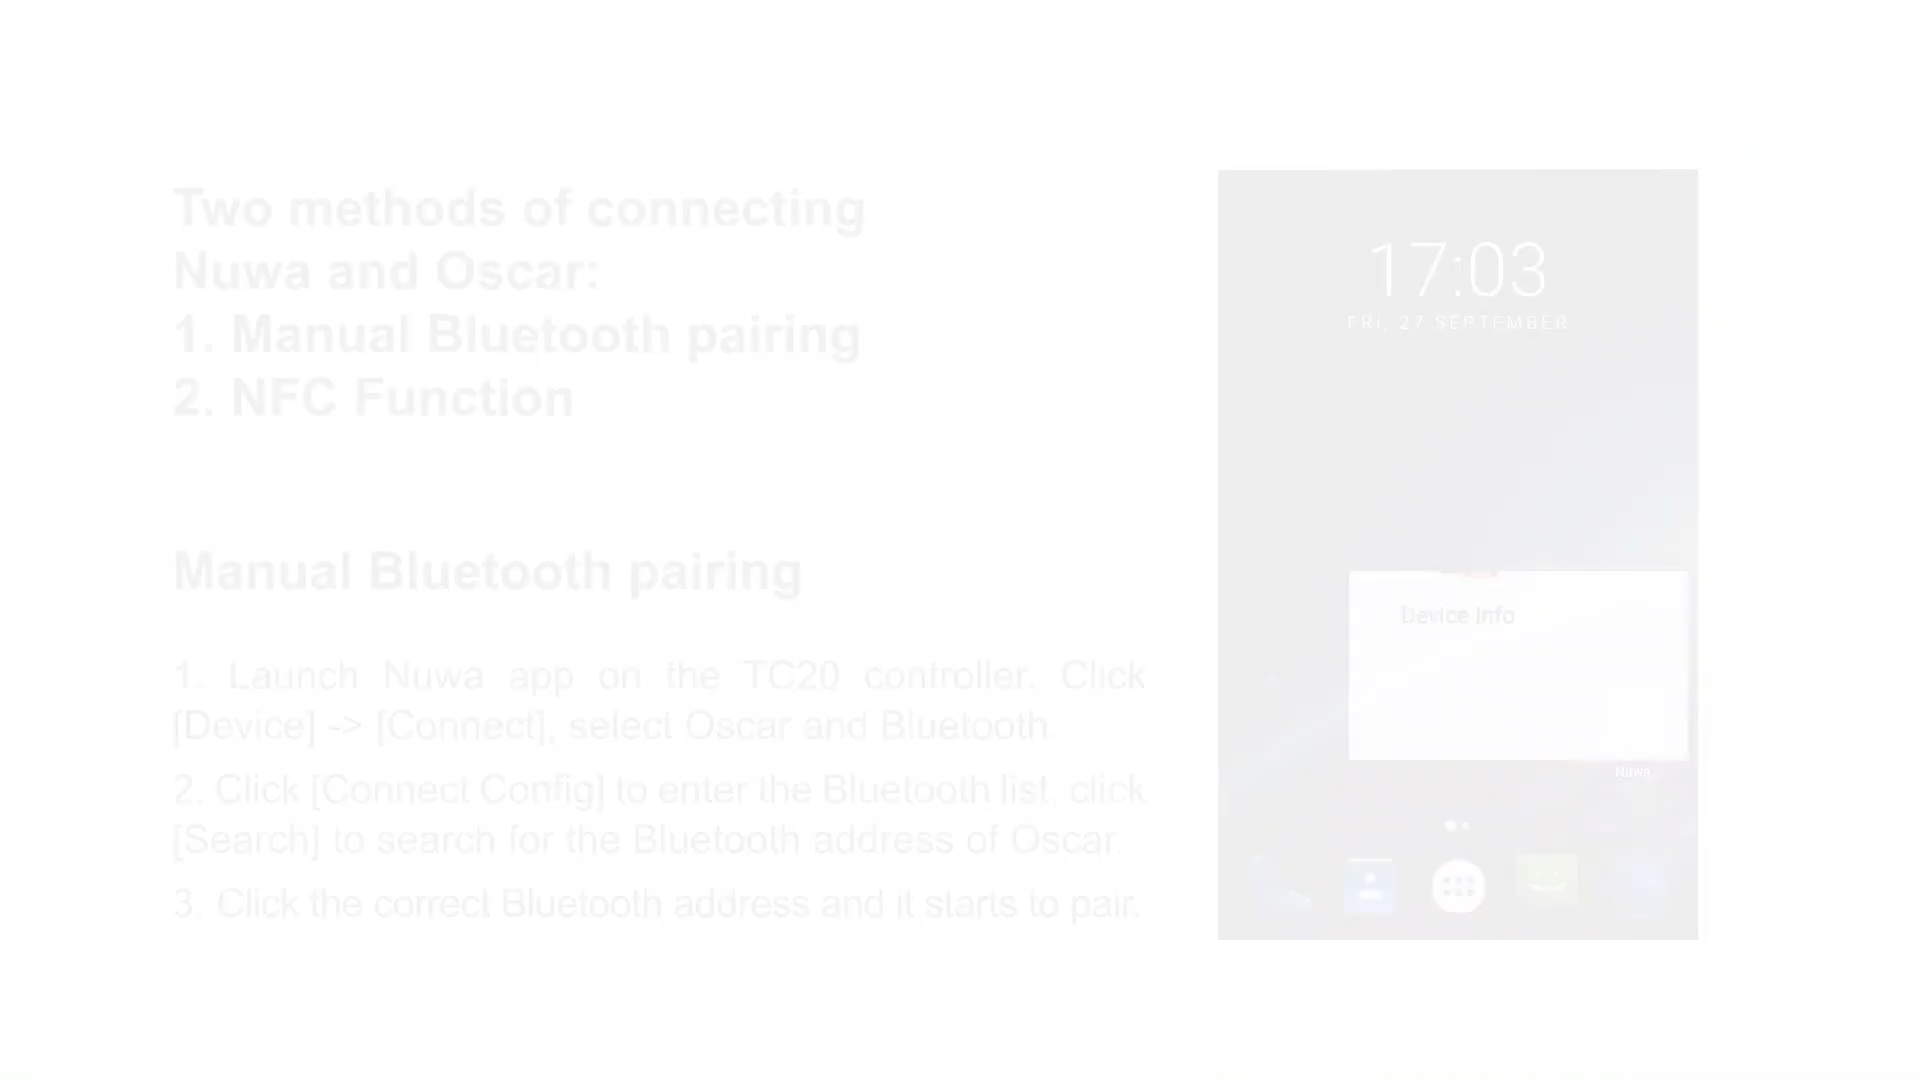 Two methods of connecting
Nuwa and Oscar:
1. Manual Bluetooth pairing
2. NFC Function
Manual Bluetooth pairing
1. Launch Nuwa app on the TC20 controller. Click
[Device] -> [Connect], select Oscar and Bluetooth.
2. Click [Connect Config] to enter the Bluetooth list, click
[Search] to search for the Bluetooth address of Oscar.
3. Click the correct Bluetooth address and it starts to pair.
17:03
FRI, 27 SEPTEMBER
Device Info
Nuwa